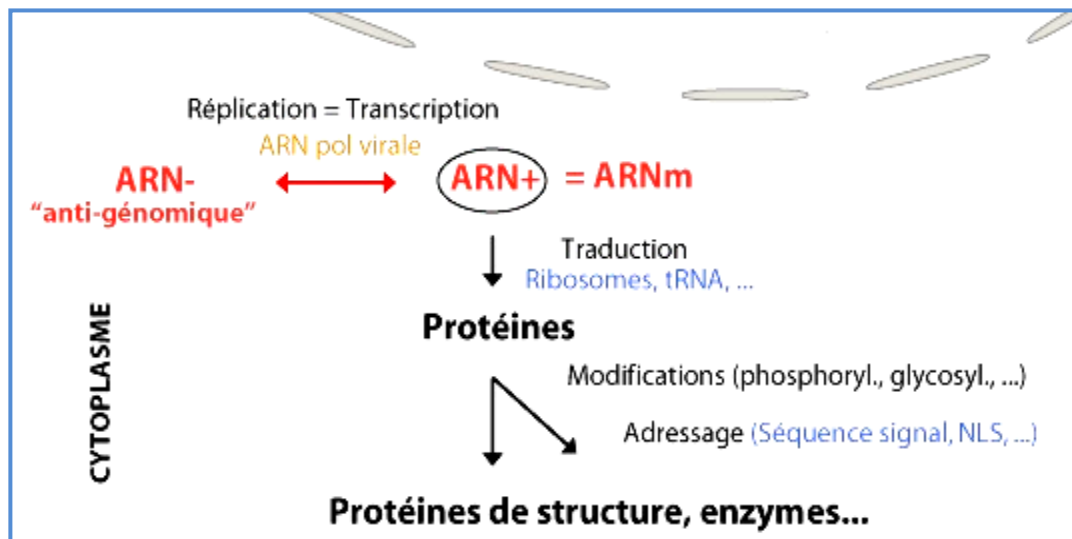 Réplication = Transcription
ARN pol virale
ARN-
"anti-génomique"
ARN+ = ARNm
Traduction
Ribosomes, tRNA, ...
Protéines
CYTOPLASME
Modifications (phosphoryl., glycosyl., ...)
Adressage (Séquence signal, NLS, ...)
Protéines de structure, enzymes...